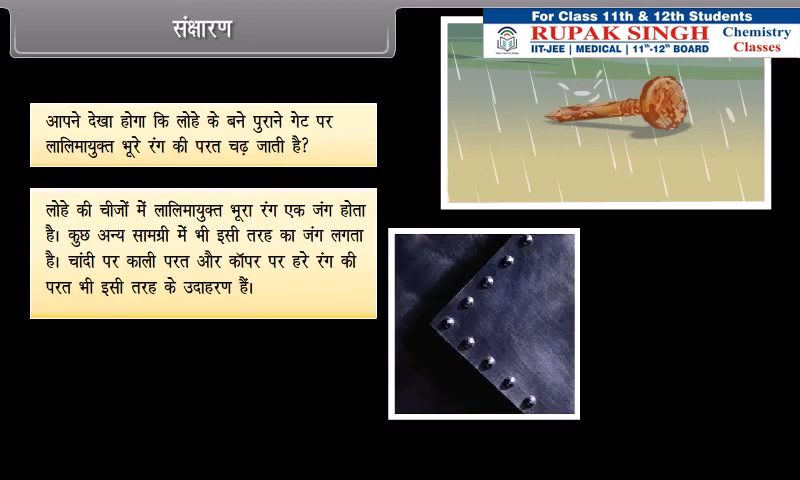 संक्षारण
For Class 11th & 12th Students
RUPAK SINGH
IIT-JEE | MEDICAL | 11th-12th BOARD
Chemistry
Classes
आपने देखा होगा कि लोहे के बने पुराने गेट पर
लालिमायुक्त भूरे रंग की परत चढ़ जाती है?
लोहे की चीजों में लालिमायुक्त भूरा रंग एक जंग होता
है। कुछ अन्य सामग्री में भी इसी तरह का जंग लगता
है। चांदी पर काली परत और कॉपर पर हरे रंग की
परत भी इसी तरह के उदाहरण हैं।